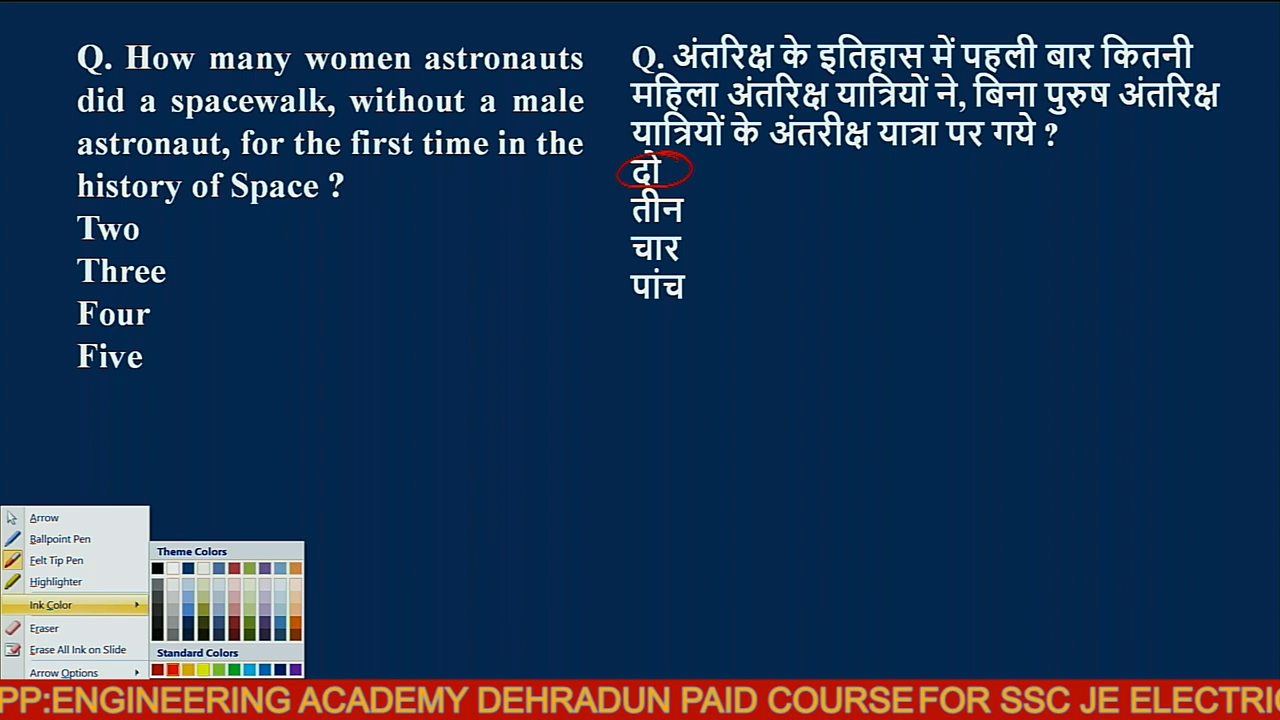 Q. How many women astronauts
did a spacewalk, without a male
astronaut, for the first time in the
history of Space ?
Two
Three
Four
Five
Q. अंतरिक्ष के इतिहास में पहली बार कितनी
महिला अंतरिक्ष यात्रियों ने, बिना पुरुष अंतरिक्ष
यात्रियों के अंतरीक्ष यात्रा पर गये ?
दो
तीन
चार
पांच
Arrow
Ballpoint Pen
Felt Tip Pen
Highlighter
Ink Color
Eraser
Erase All Ink on Slide
Arrow Options
Theme Colors
Standard Colors
PP:ENGINEERING ACADEMY DEHRADUN PAID COURSE FOR SSC JE ELECTRIC